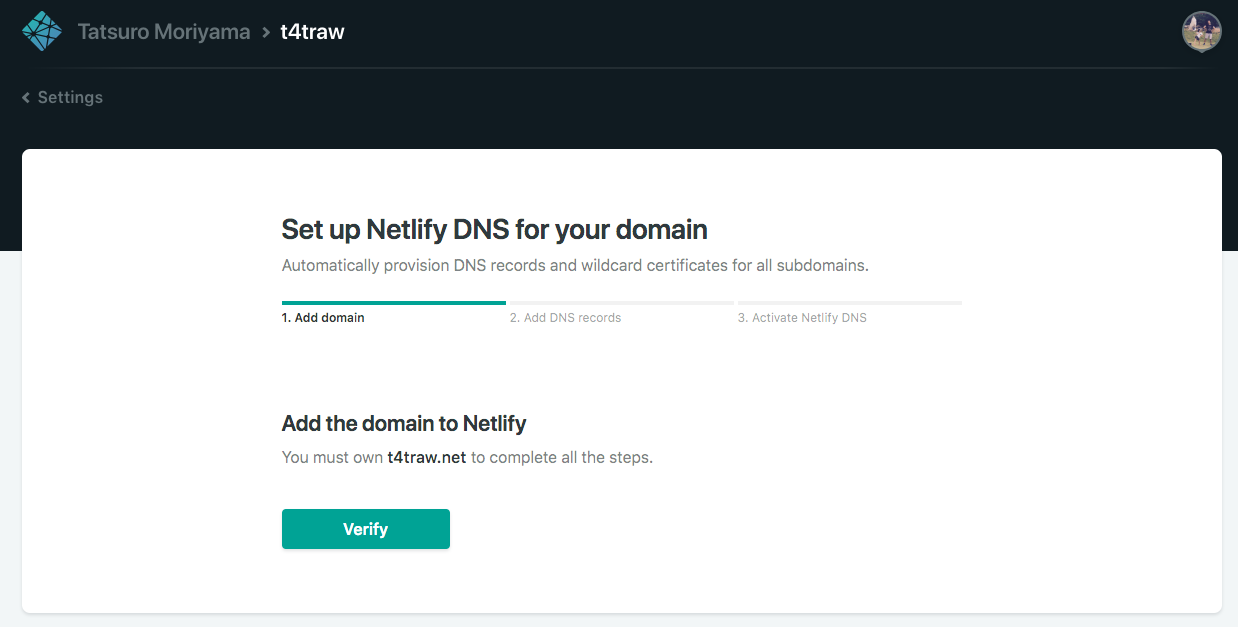 Tatsuro Moriyama > t4traw
< Settings
Set up Netlify DNS for your domain
Automatically provision DNS records and wildcard certificates for all subdomains.
1. Add domain 2. Add DNS records 3. Activate Netlify DNS
Add the domain to Netlify
You must own t4traw.net to complete all the steps.
Verify